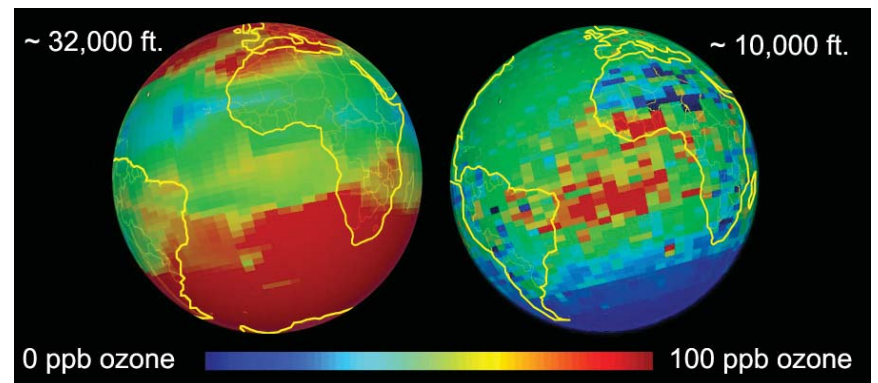 ~ 32,000 ft.
~ 10,000 ft.
0 ppb ozone
100 ppb ozone